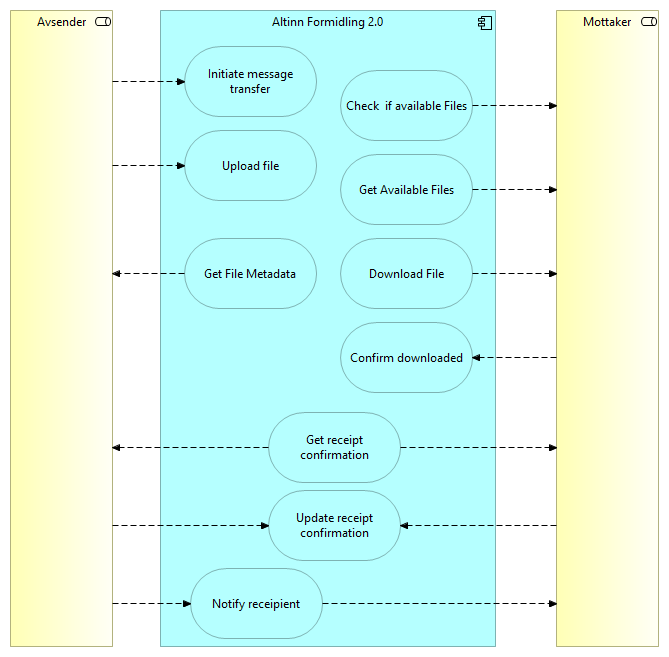 Avsender
Altinn Formidling 2.0
Mottaker
Initiate message
transfer
Check  if available Files
Upload file
Get Available Files
Get File Metadata
Download File
Confirm downloaded
Get receipt
confirmation
Update receipt
confirmation
Notify receipient